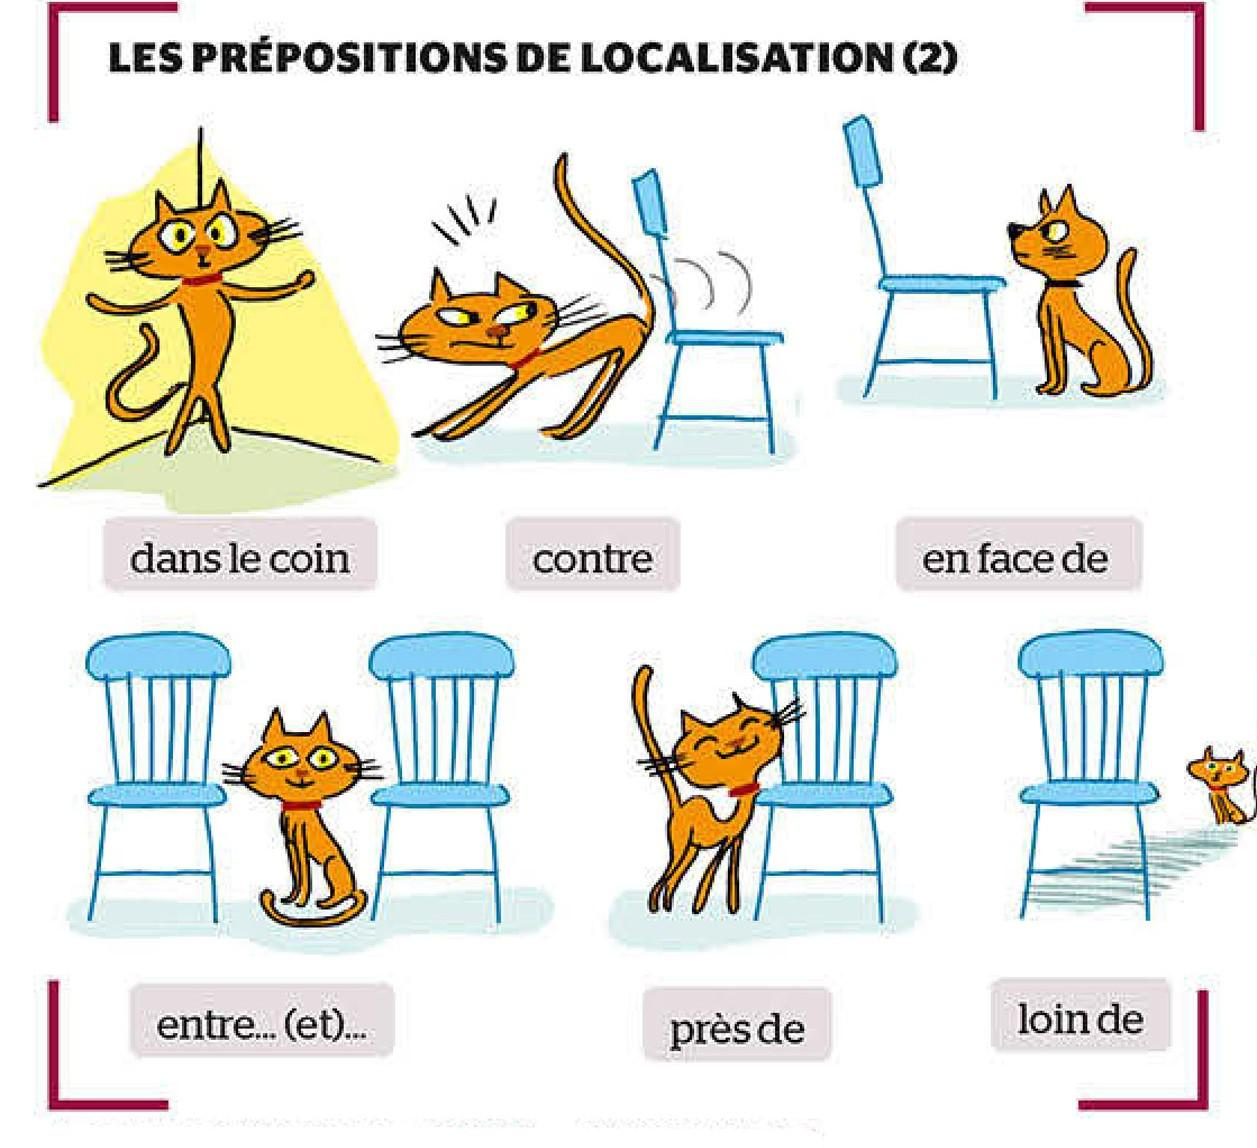 LES PRÉPOSITIONS DE LOCALISATION (2)
dans le coin
contre
en face de
entre... (et)...
près de
loin de